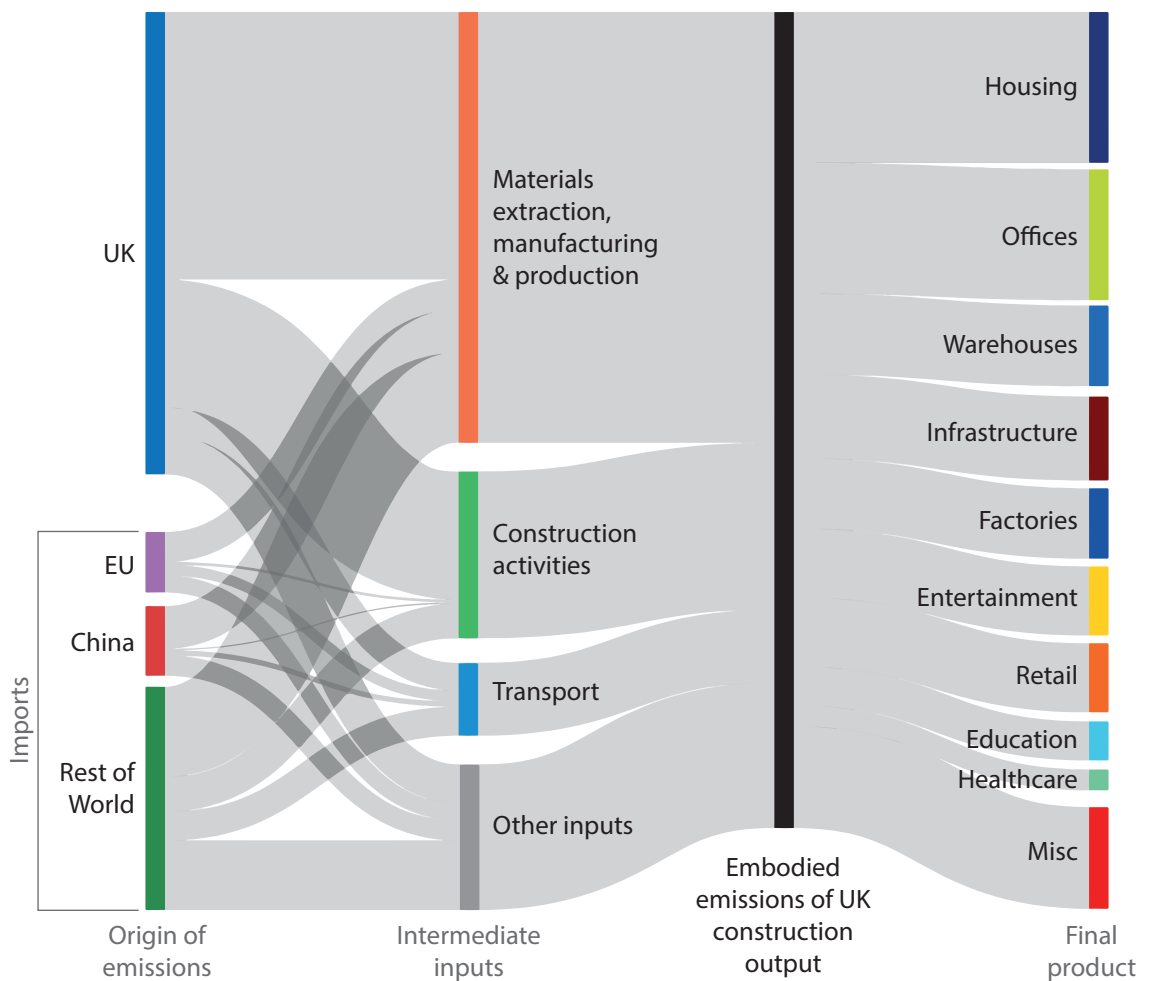 UK
EU
China
Rest of
World
Imports
Origin of
emissions
Materials
extraction,
manufacturing
& production
Construction
activities
Transport
Other inputs
Intermediate
inputs
Embodied
emissions of UK
construction
output
Housing
Offices
Warehouses
Infrastructure
Factories
Entertainment
Retail
Education
Healthcare
Misc
Final
product